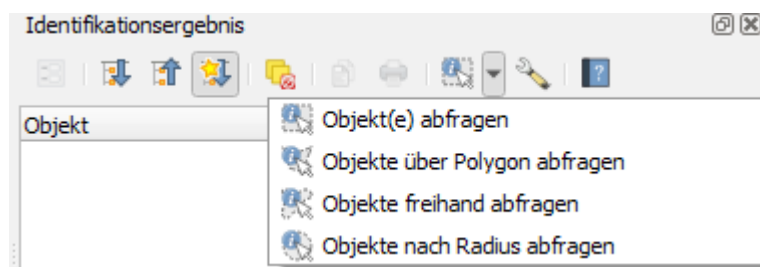 Identifikationsergebnis
Objekt
Objekt(e) abfragen
Objekte über Polygon abfragen
Objekte freihand abfragen
Objekte nach Radius abfragen